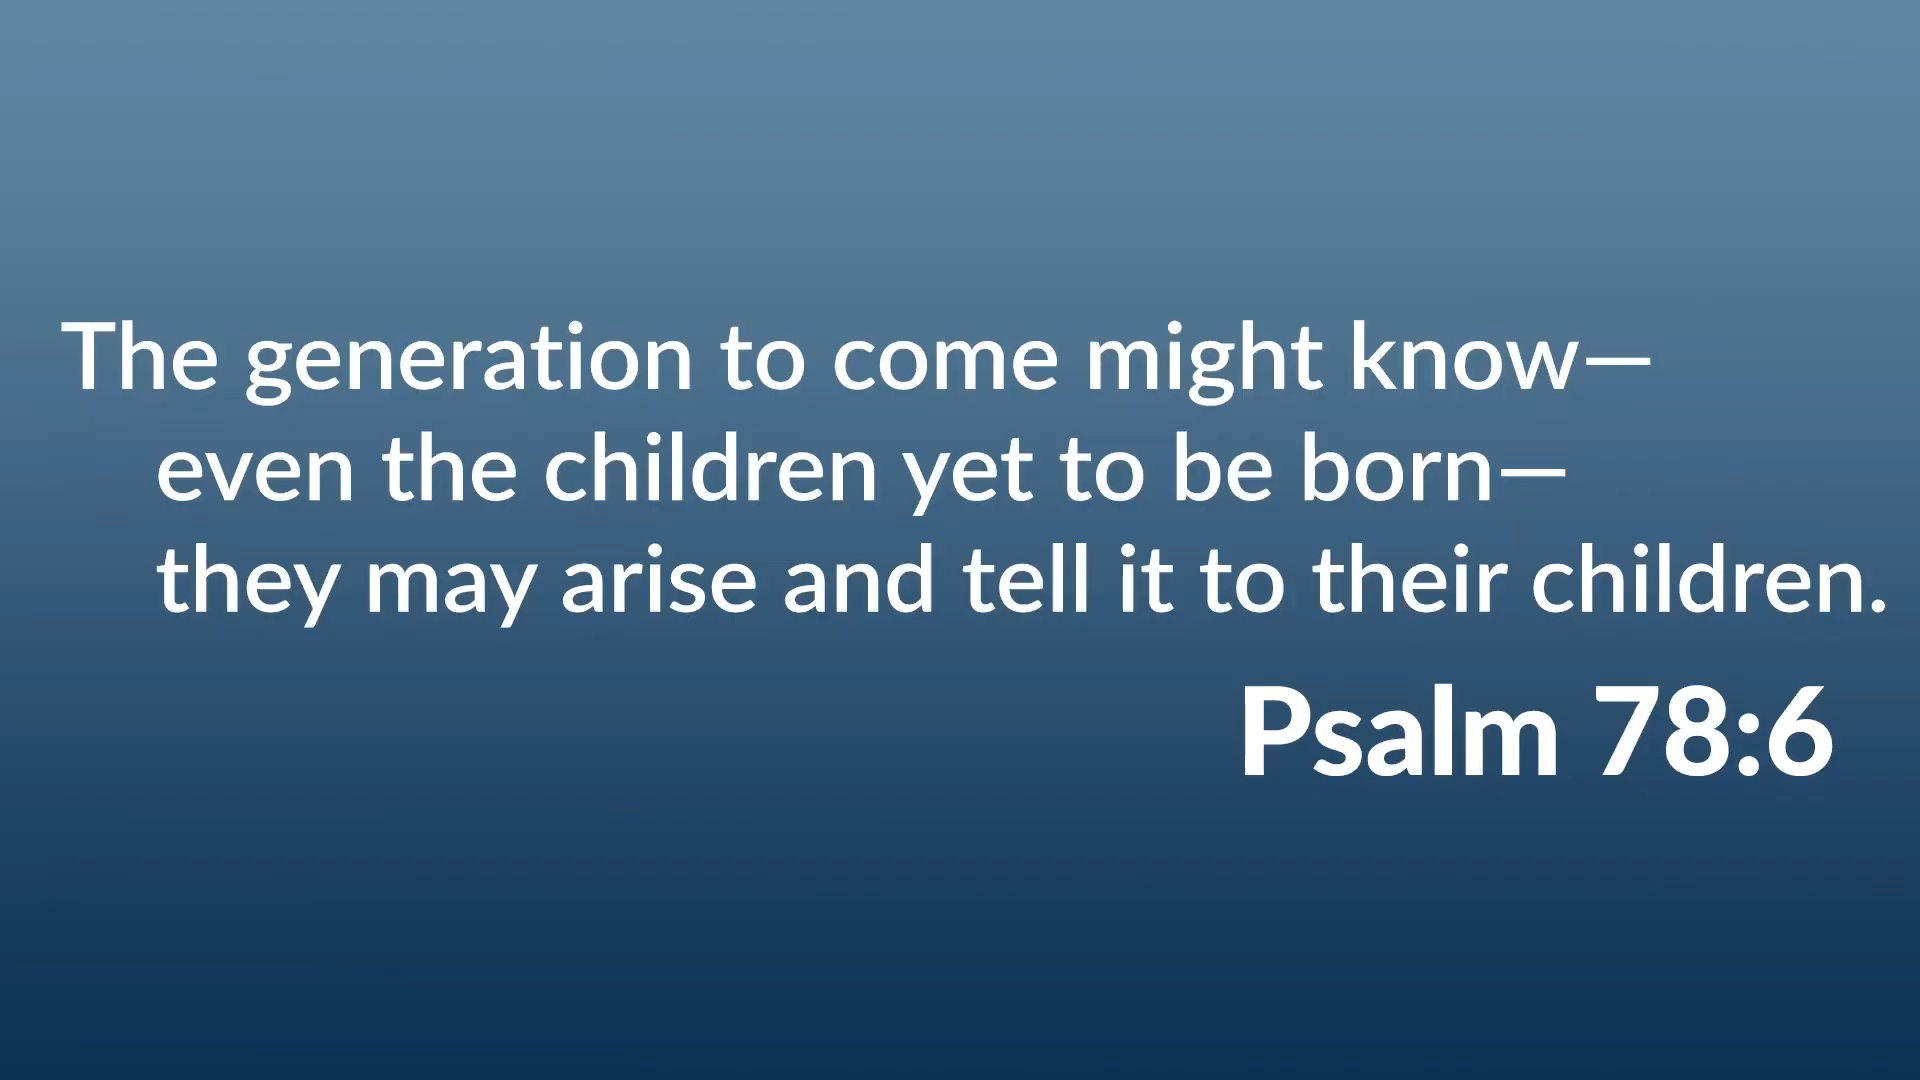 The generation to come might know—
even the children yet to be born—
they may arise and tell it to their children.
Psalm 78:6